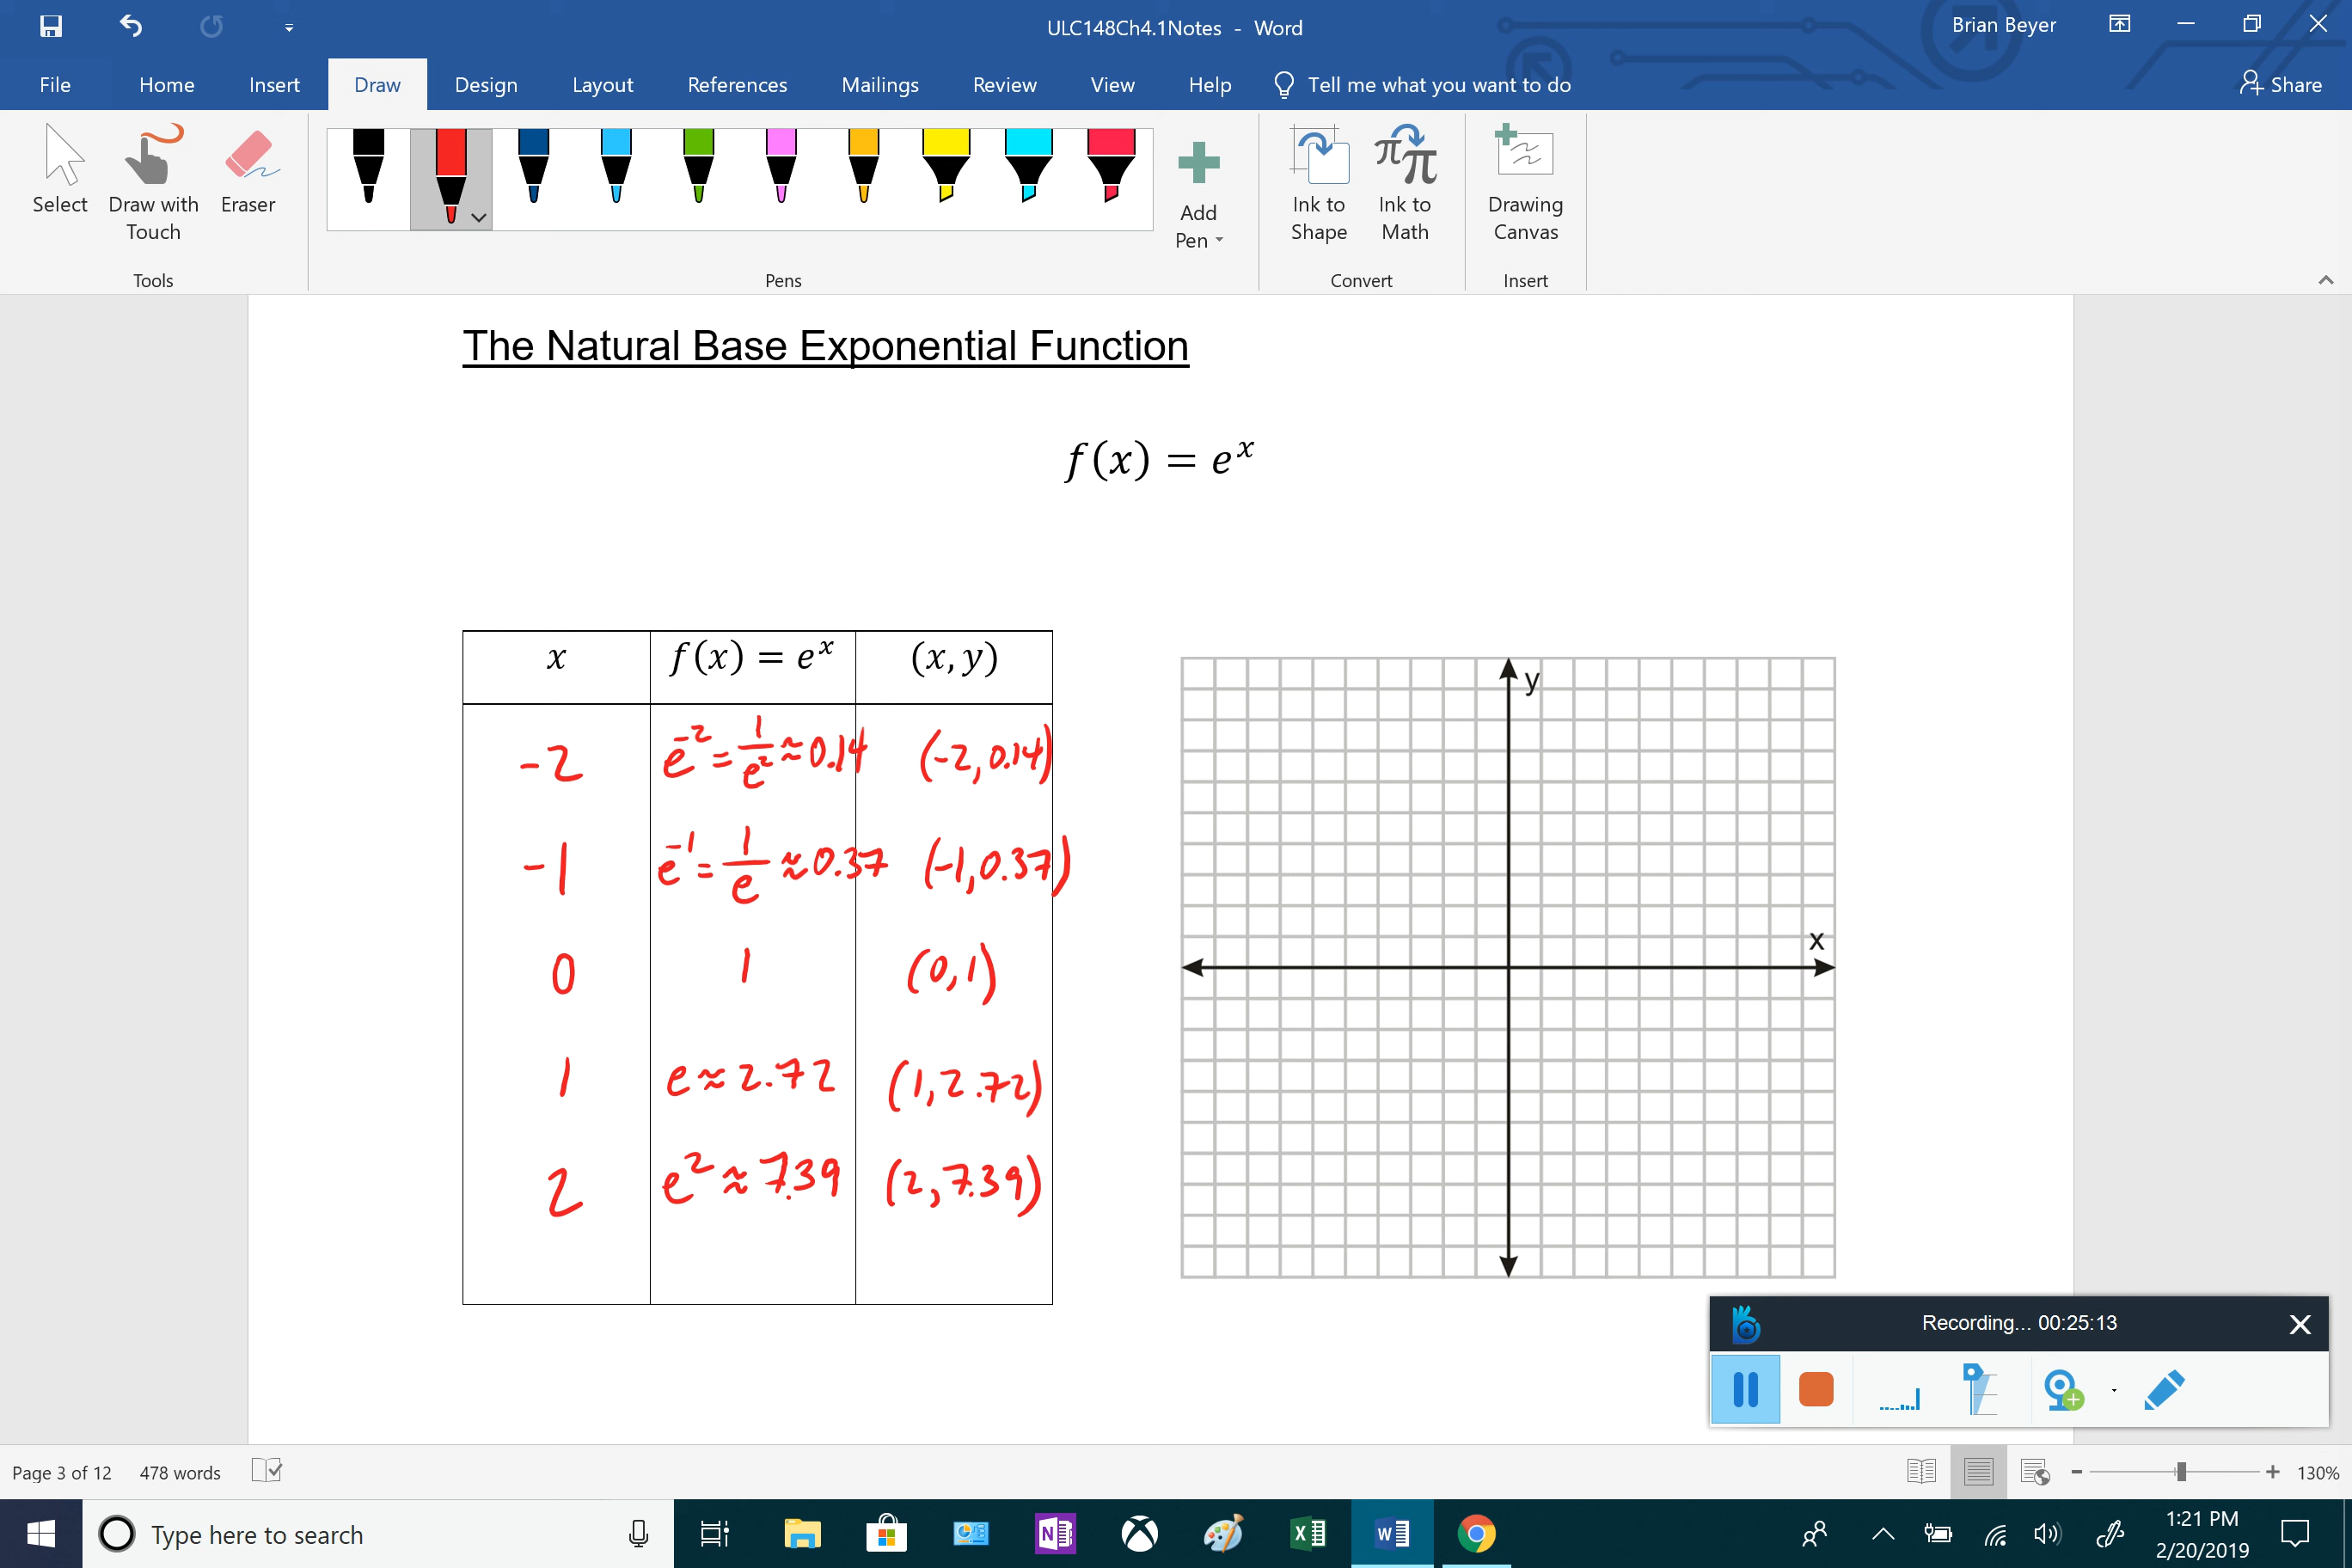 ULC148Ch4.1Notes - Word
Brian Beyer
File Home Insert Draw Design Layout References Mailings Review View Help Tell me what you want to do Share
Select Draw with Touch Eraser Add Pen Ink to Shape Ink to Math Drawing Canvas
Tools Pens Convert Insert
The Natural Base Exponential Function
f(x) = eˣ
x f(x) = eˣ (x, y)
-2 e⁻² = 1/e² ≈ 0.14 (-2, 0.14)
-1 e⁻¹ = 1/e ≈ 0.37 (-1, 0.37)
0 1 (0, 1)
1 e ≈ 2.72 (1, 2.72)
2 e² ≈ 7.39 (2, 7.39)
y
x
Recording... 00:25:13
Page 3 of 12 478 words 130%
Type here to search
1:21 PM
2/20/2019